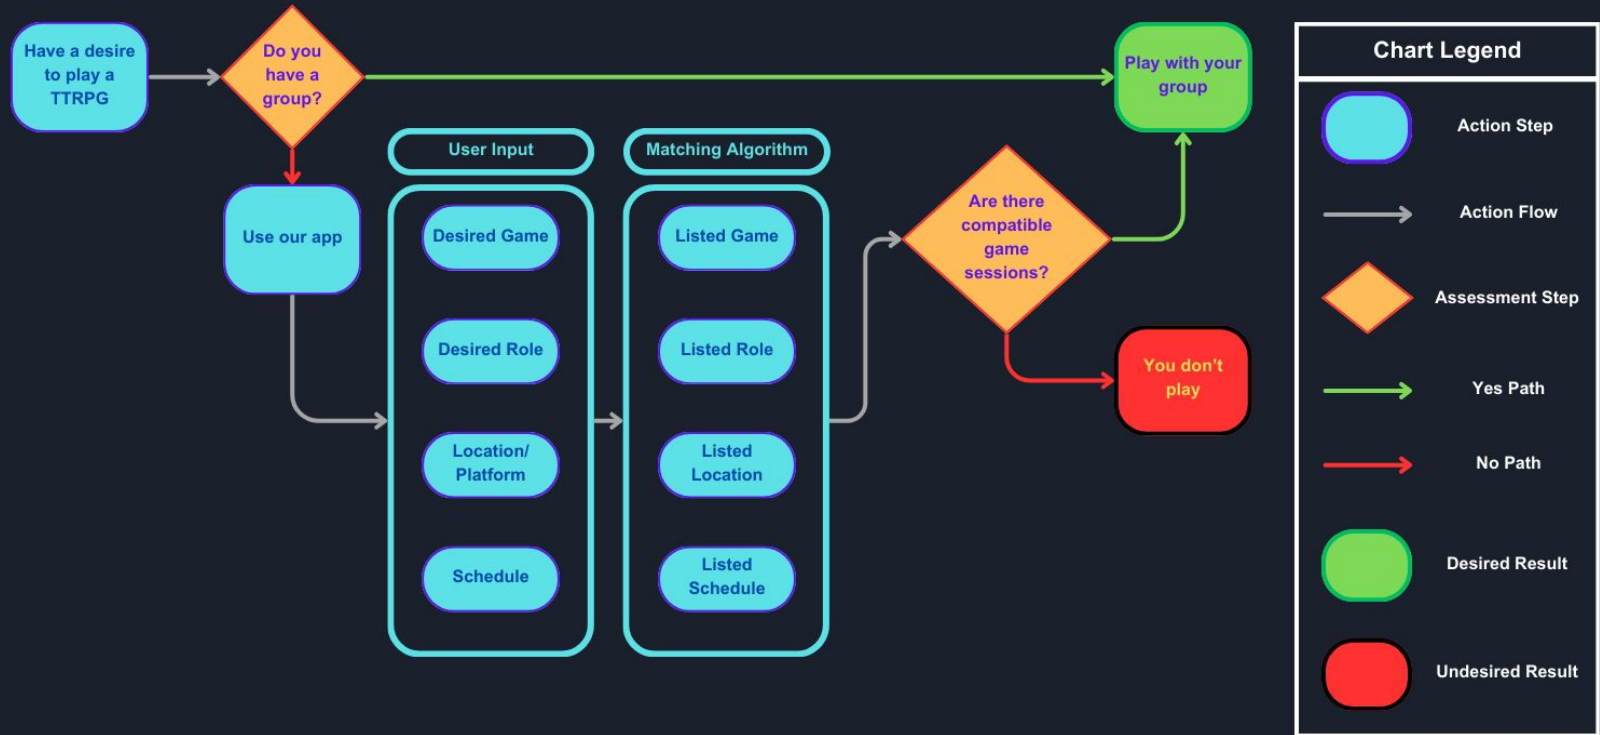 Have a desire
to play a
TTRPG
Do you
have a
group?
Play with your
group
Use our app
User Input
Desired Game
Desired Role
Location/
Platform
Schedule
Matching Algorithm
Listed Game
Listed Role
Listed
Location
Listed
Schedule
Are there
compatible
game
sessions?
You don't
play
Chart Legend
Action Step
Action Flow
Assessment Step
Yes Path
No Path
Desired Result
Undesired Result